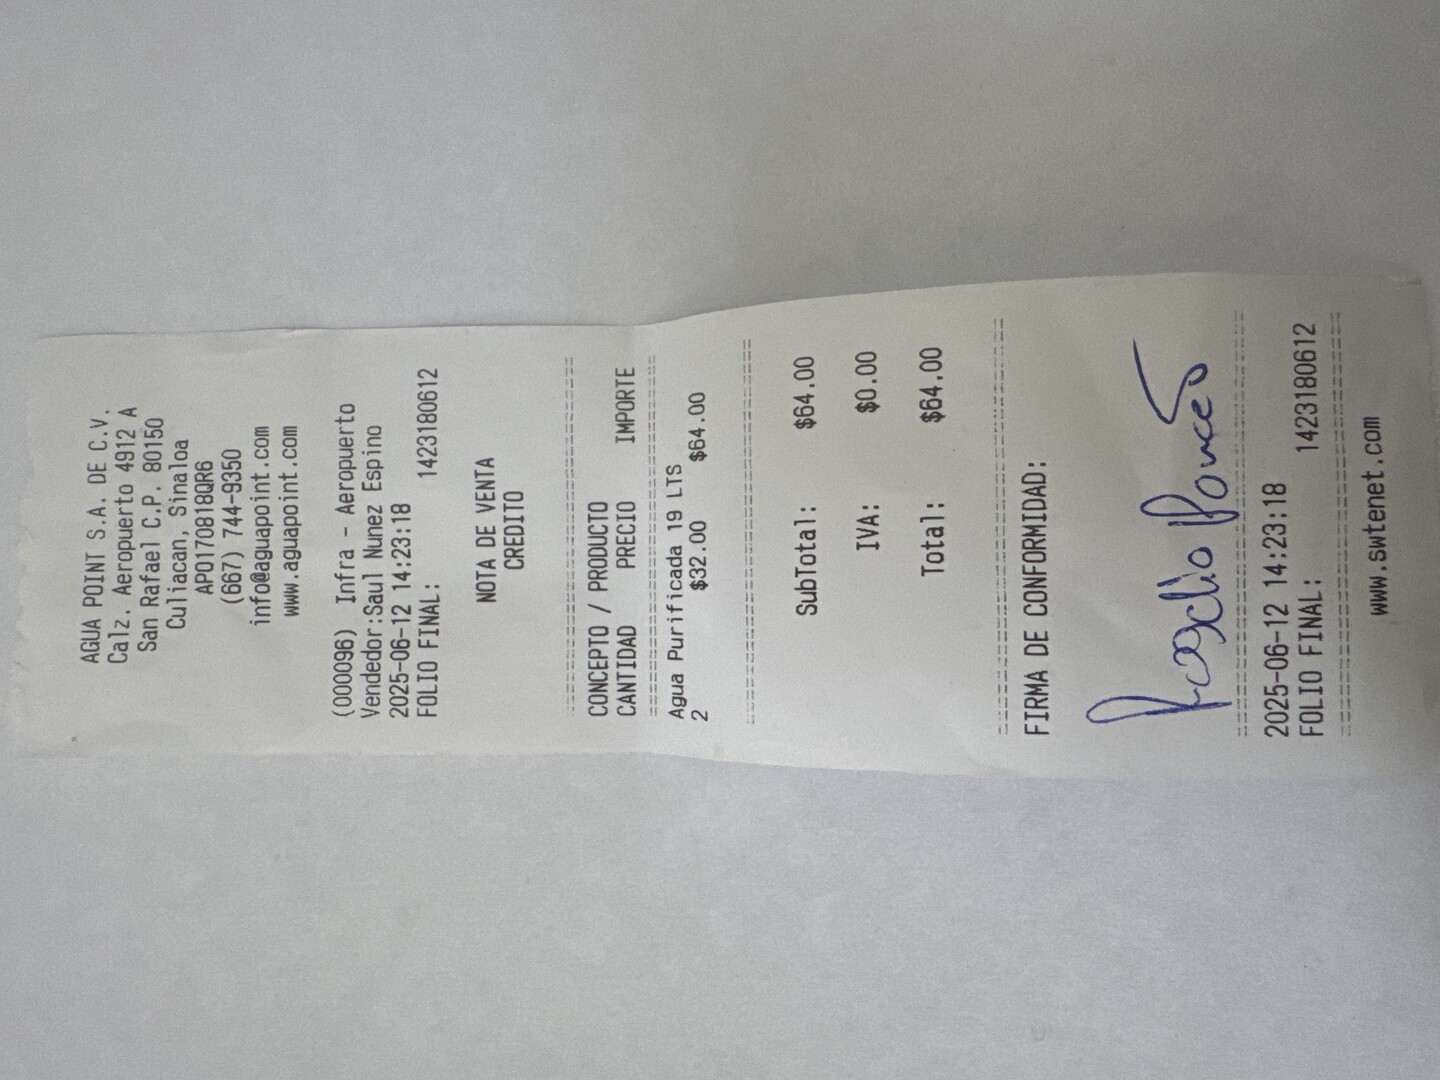 AGUA POINT S.A. DE C.V.
Calz. Aeropuerto 4912 A
San Rafael C.P. 80150
Culiacan, Sinaloa
APO170818QR6
(667) 744-9350
info@aguapoint.com
www.aguapoint.com
(000096) Infra - Aeropuerto
Vendedor:Saul Nunez Espino
2025-06-12 14:23:18
FOLIO FINAL: 1423180612
NOTA DE VENTA
CREDITO
CONCEPTO / PRODUCTO
CANTIDAD PRECIO IMPORTE
Agua Purificada 19 LTS
2 $32.00 $64.00
SubTotal: $64.00
IVA: $0.00
Total: $64.00
FIRMA DE CONFORMIDAD:
2025-06-12 14:23:18
FOLIO FINAL: 1423180612
www.swtenet.com